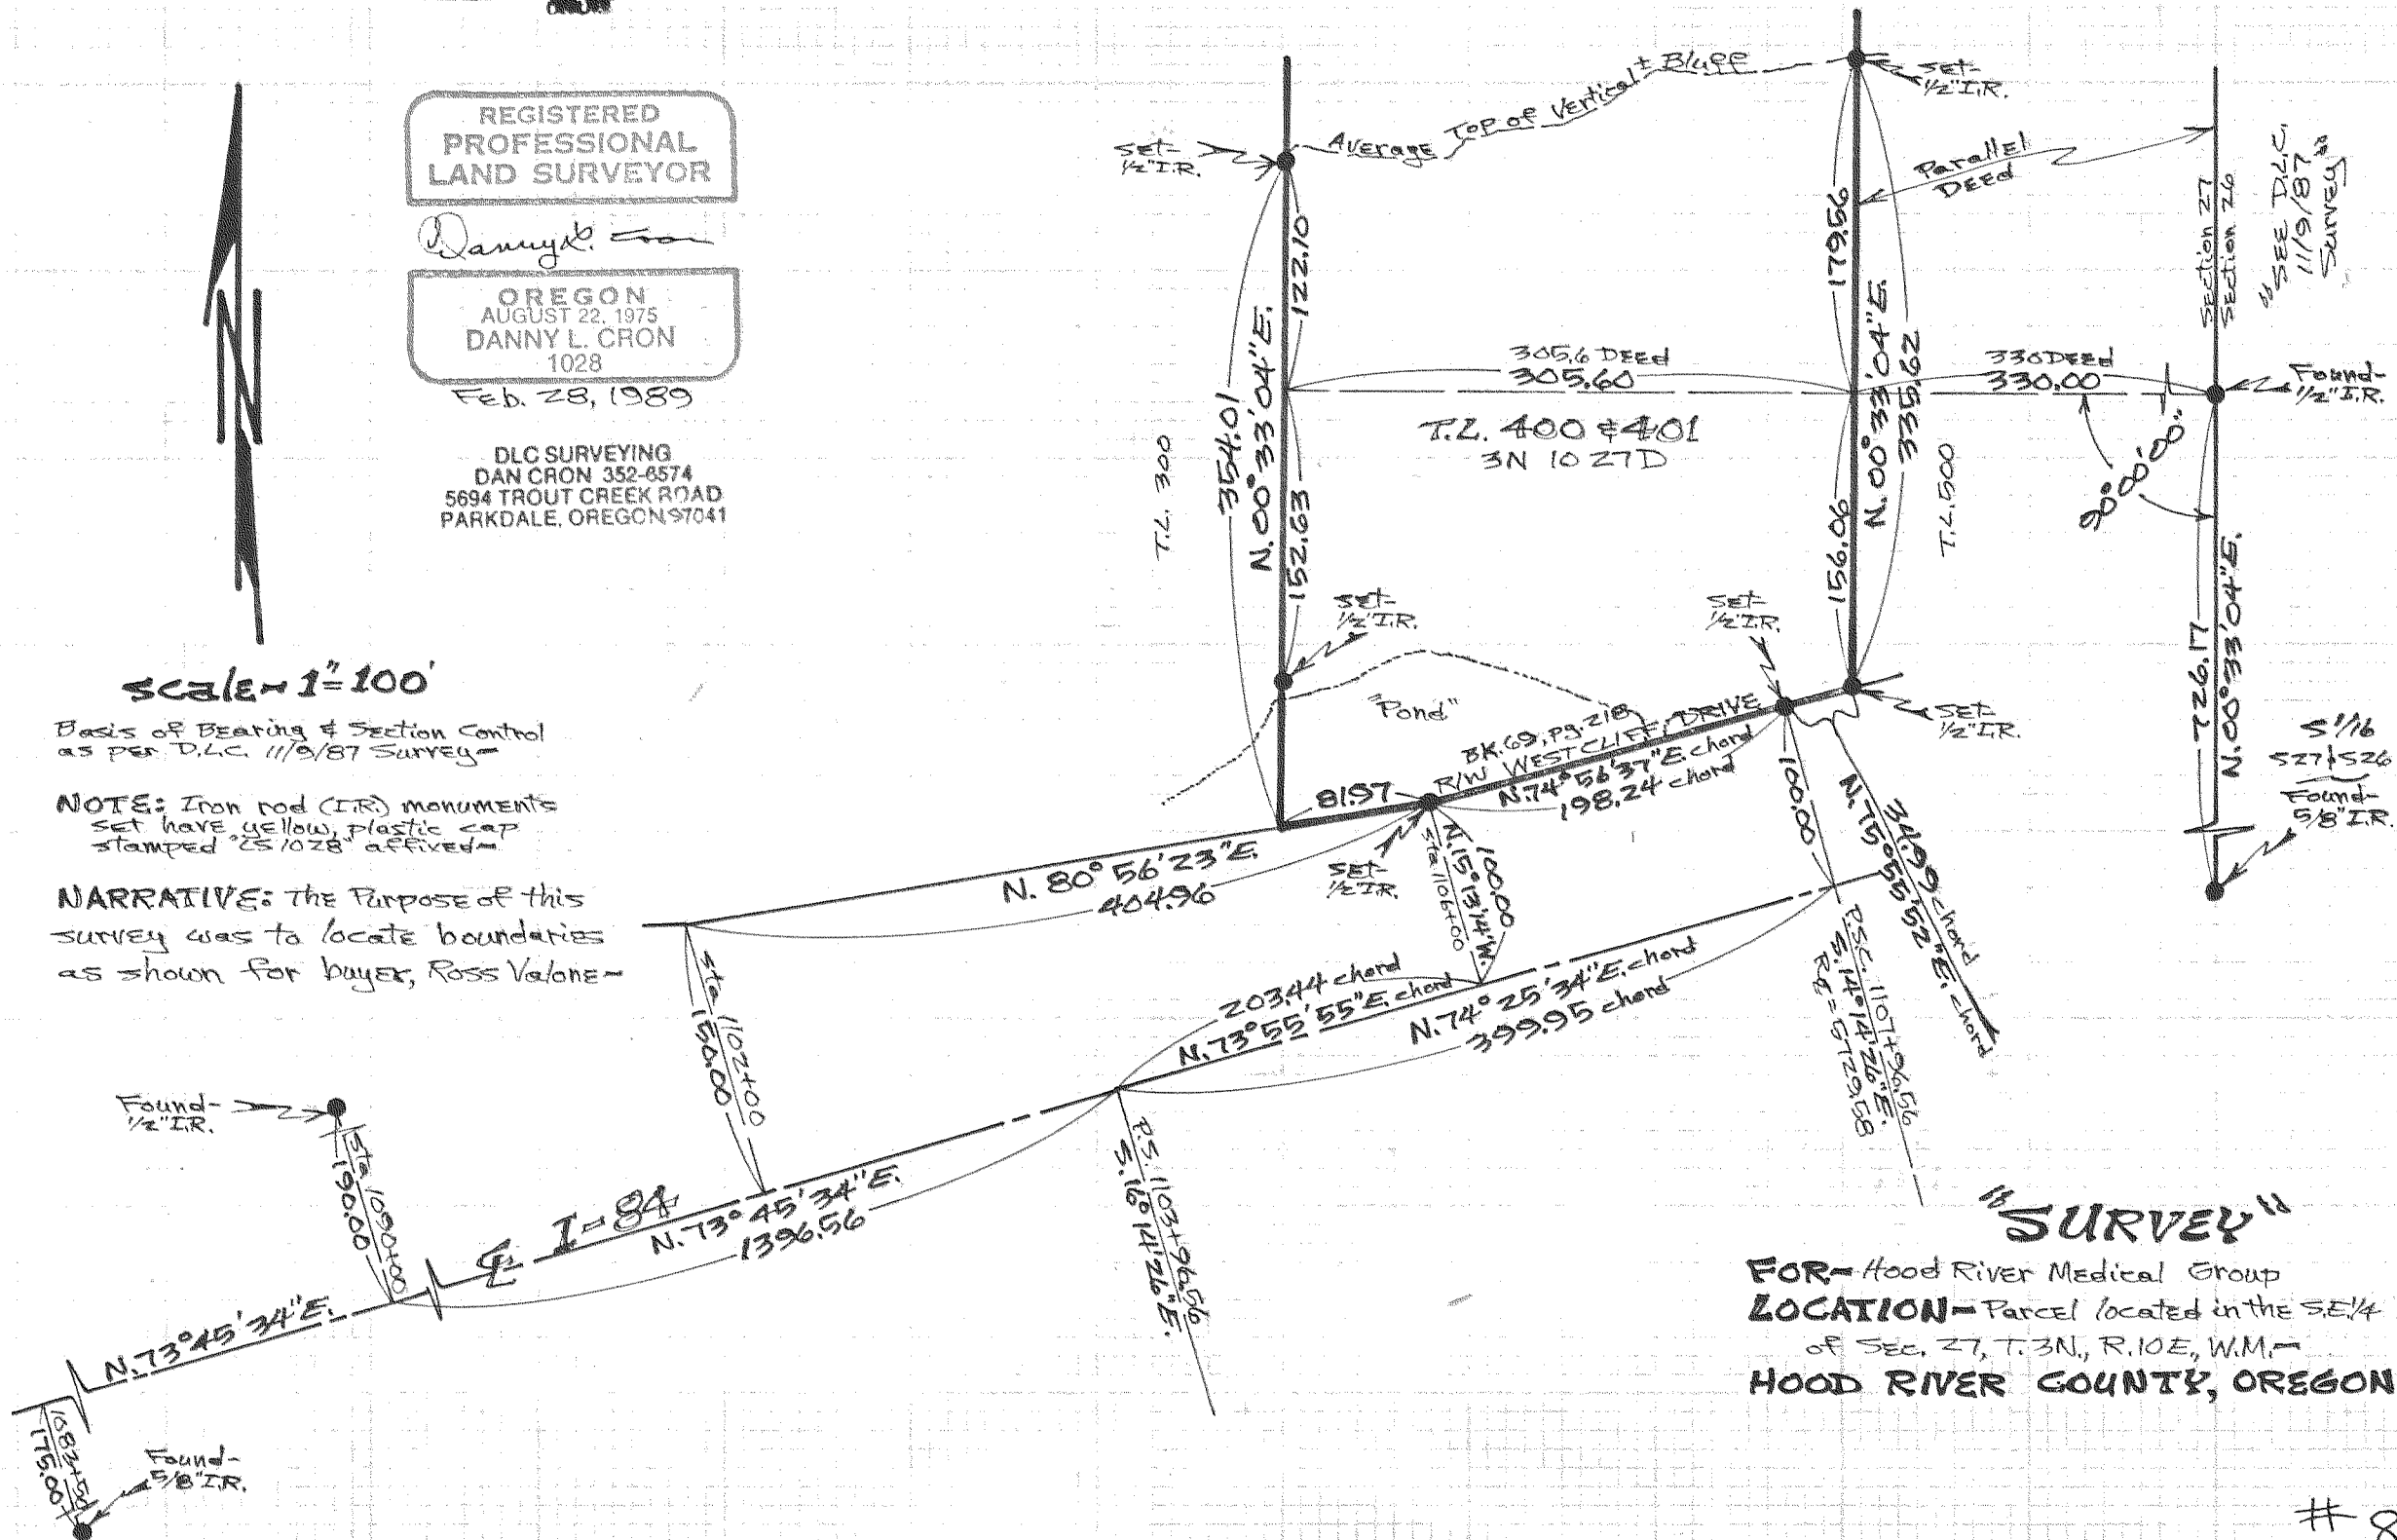 REGISTERED
PROFESSIONAL
LAND SURVEYOR
OREGON
AUGUST 22, 1975
DANNY L. CRON
1028
Feb. 28, 1989
DLC SURVEYING
DAN CRON 352-6574
5694 TROUT CREEK ROAD
PARKDALE, OREGON 97041
N
scale~1"=100'
Basis of Bearing & Section Control
as per D.L.C. 11/9/87 Survey-
NOTE: Iron rod (I.R.) monuments
set have yellow, plastic cap
stamped "LS 1028" affixed-
NARRATIVE: The Purpose of this
survey was to locate boundaries
as shown for buyer, Ross Valone-
Average Top of Vertical ± Bluff
Set-
1/2" I.R.
Set-
1/2" I.R.
Parallel
Deed
Section 27
Section 26
"SEE D.L.C.
11/9/87
Survey"
122.10
179.56
354.01
N.00°33'04"E.
152.63
T.L. 300
305.6 Deed
305.60
T.L. 400 & 401
3N 10 27D
N.00°33'04"E.
335.62
156.06
T.L. 500
330 Deed
330.00
90°00'00"
Found-
1/2" I.R.
726.17
N.00°33'04"E.
S 1/16
S27|S26
Found-
5/8" I.R.
Set-
1/2" I.R.
Set-
1/2" I.R.
Set-
1/2" I.R.
"Pond"
BK.69, Pg. 218
R/W WESTCLIFF DRIVE
N.74°56'37"E. chord
198.24 chord
81.97
Set-
1/2" I.R.
N. 80°56'23"E.
404.96
100.00
N.15°13'14"W.
sta 1106+00
100.00
34.99 chord
N.75°55'52"E. chord
P.S.C. 1107+96.56
S.14°14'26"E.
R₵=5729.58
203.44 chord
N.73°55'55"E. chord
N.74°25'34"E. chord
399.95 chord
sta 1102+00
150.00
P.S. 1103+96.56
S.16°14'26"E.
Found-
1/2" I.R.
sta 1090+00
190.00
₵ I-84
N.73°45'34"E.
1396.56
N.73°45'34"E.
1082+50
175.00
Found-
5/8" I.R.
"SURVEY"
FOR- Hood River Medical Group
LOCATION- Parcel located in the S.E.1/4
of Sec. 27, T.3N., R.10E., W.M.-
HOOD RIVER COUNTY, OREGON
# 8